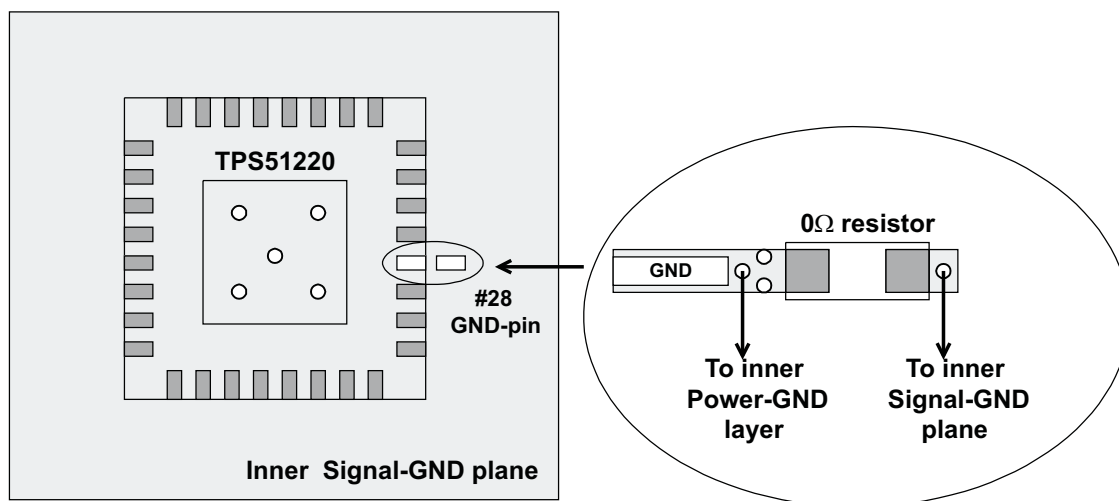 TPS51220
#28
GND-pin
Inner Signal-GND plane
0Ω resistor
GND
To inner
Power-GND
layer
To inner
Signal-GND
plane